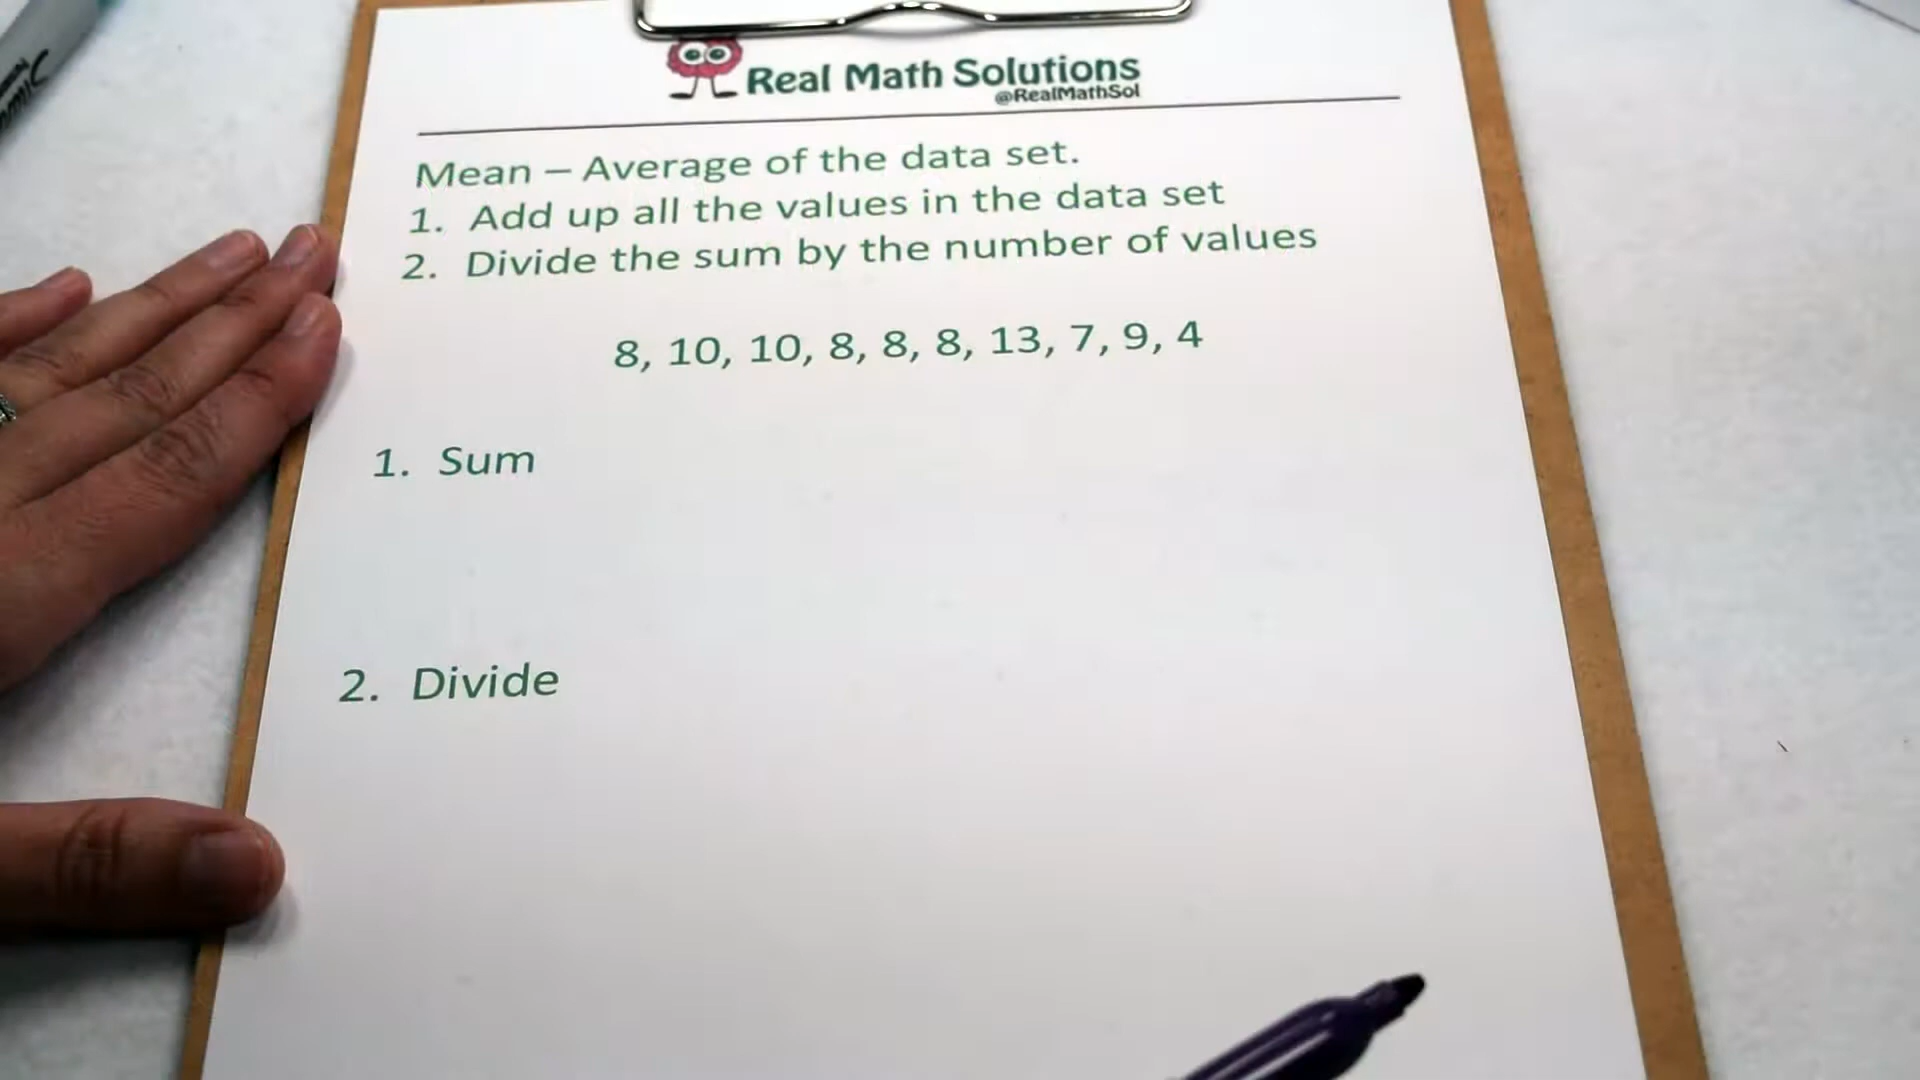 Real Math Solutions
@RealMathSol
Mean – Average of the data set.
1. Add up all the values in the data set
2. Divide the sum by the number of values
8, 10, 10, 8, 8, 8, 13, 7, 9, 4
1. Sum
2. Divide